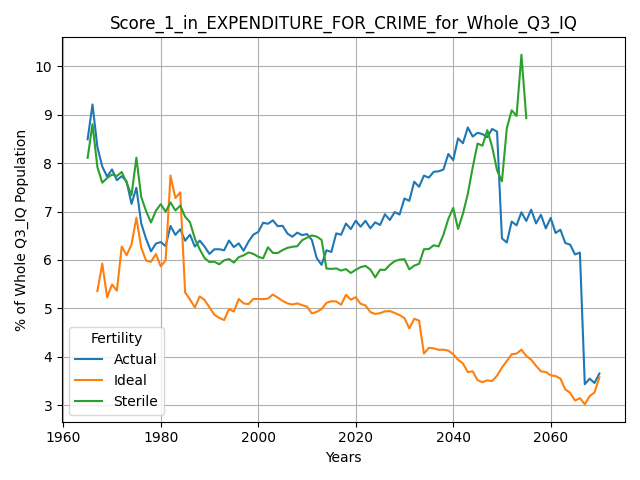 Score_1_in_EXPENDITURE_FOR_CRIME_for_Whole_Q3_IQ
% of Whole Q3_IQ Population
10
9
8
7
6
5
4
3
Fertility
Actual
Ideal
Sterile
1960
1980
2000
2020
2040
2060
Years